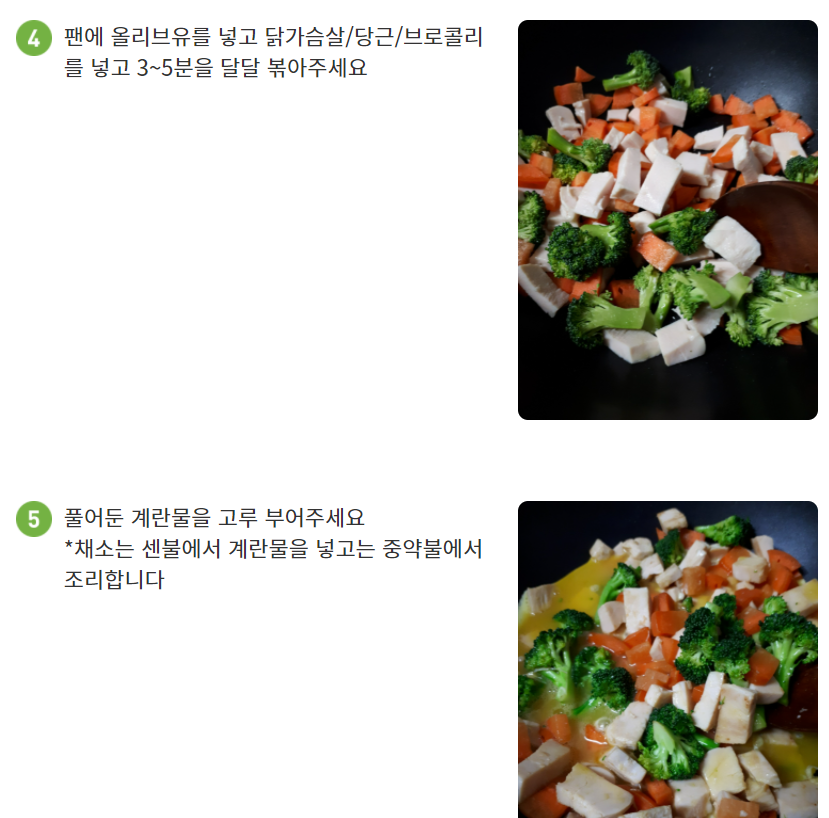 4 팬에 올리브유를 넣고 닭가슴살/당근/브로콜리
를 넣고 3~5분을 달달 볶아주세요
5 풀어둔 계란물을 고루 부어주세요
*채소는 센불에서 계란물을 넣고는 중약불에서
조리합니다